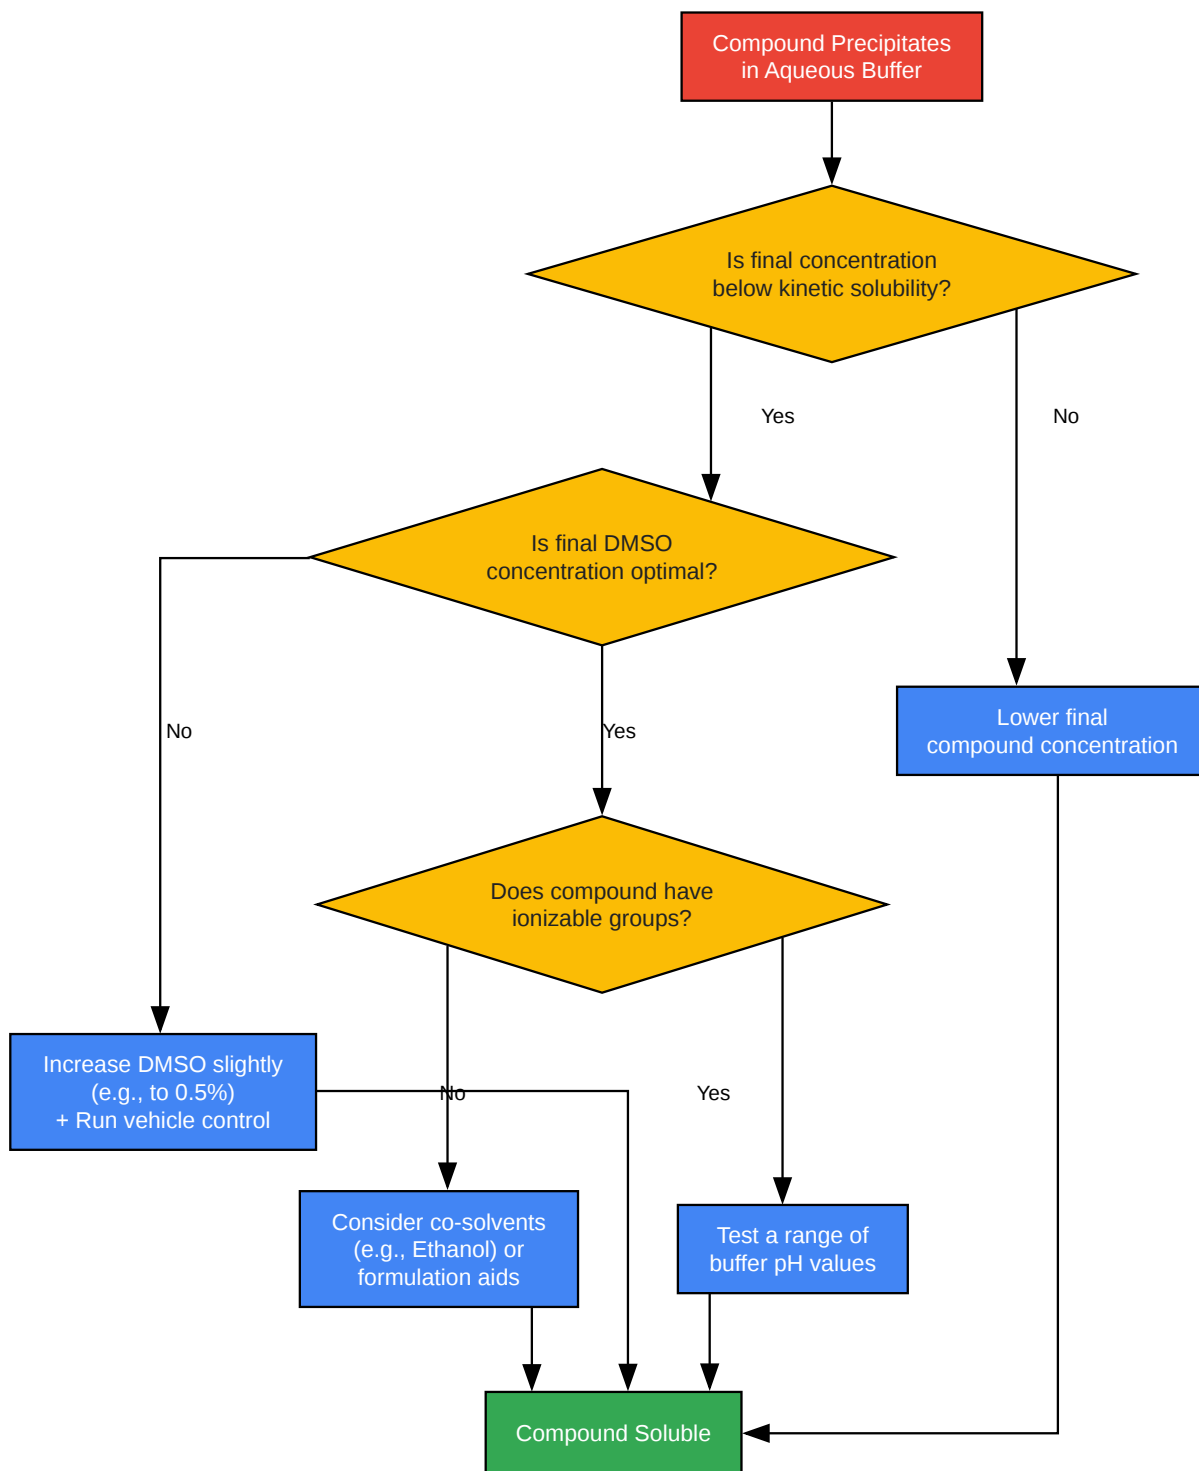 Compound Precipitates
in Aqueous Buffer
Is final concentration
below kinetic solubility?
Yes
No
Is final DMSO
concentration optimal?
Lower final
compound concentration
No
Yes
Does compound have
ionizable groups?
Increase DMSO slightly
(e.g., to 0.5%)
+ Run vehicle control
No
Yes
Consider co-solvents
(e.g., Ethanol) or
formulation aids
Test a range of
buffer pH values
Compound Soluble